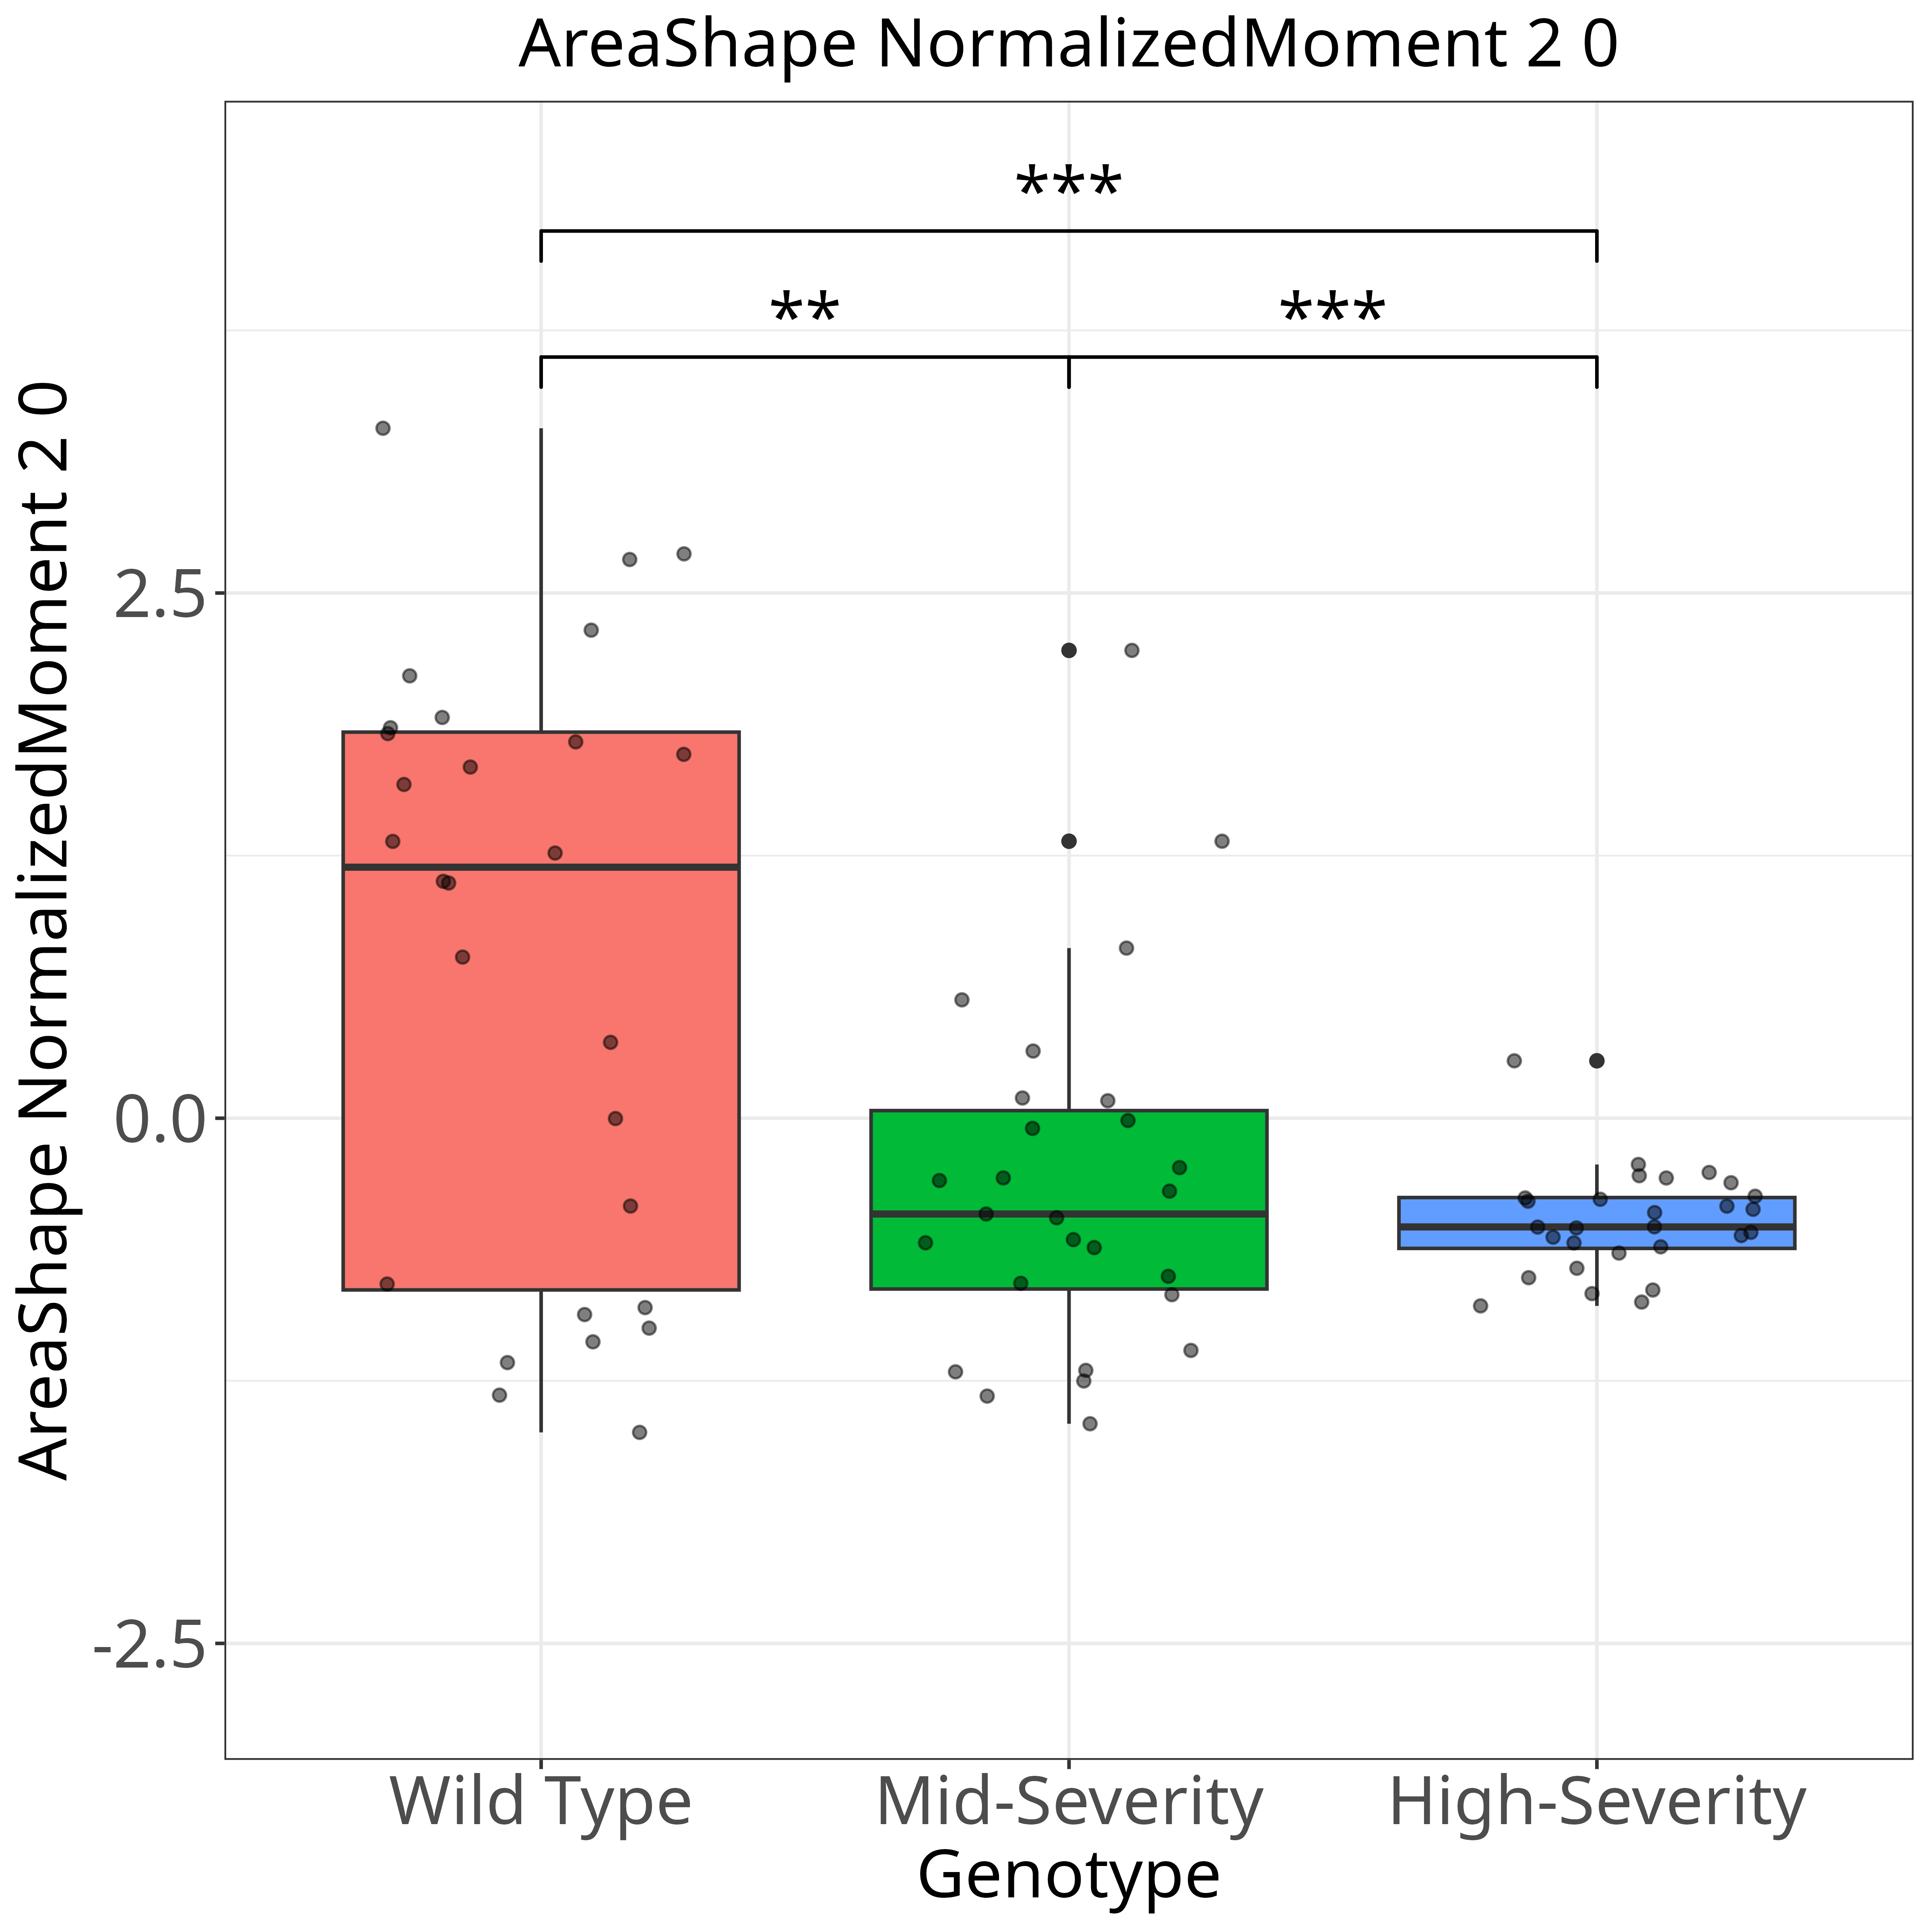 AreaShape NormalizedMoment 2 0
***
**
***
AreaShape NormalizedMoment 2 0
2.5
0.0
-2.5
Wild Type
Mid-Severity
High-Severity
Genotype